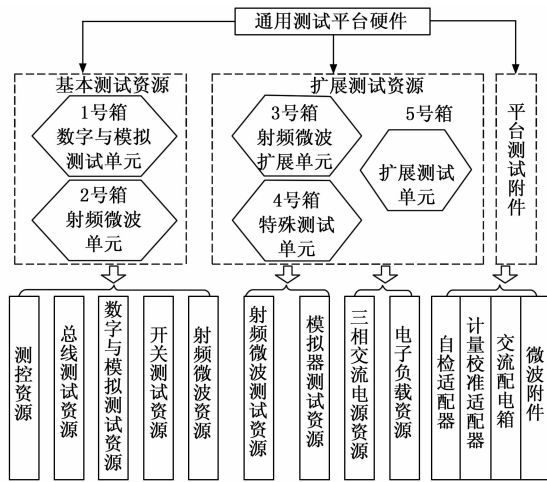 通用测试平台硬件
基本测试资源
1号箱
数字与模拟
测试单元
2号箱
射频微波
单元
扩展测试资源
3号箱
射频微波
扩展单元
4号箱
特殊测试
单元
5号箱
扩展测试
单元
平台测试附件
测控资源
总线测试资源
数字与模拟测试资源
开关测试资源
射频微波资源
射频微波测试资源
模拟器测试资源
三相交流电源资源
电子负载资源
自检适配器
计量校准适配器
交流配电箱
微波附件